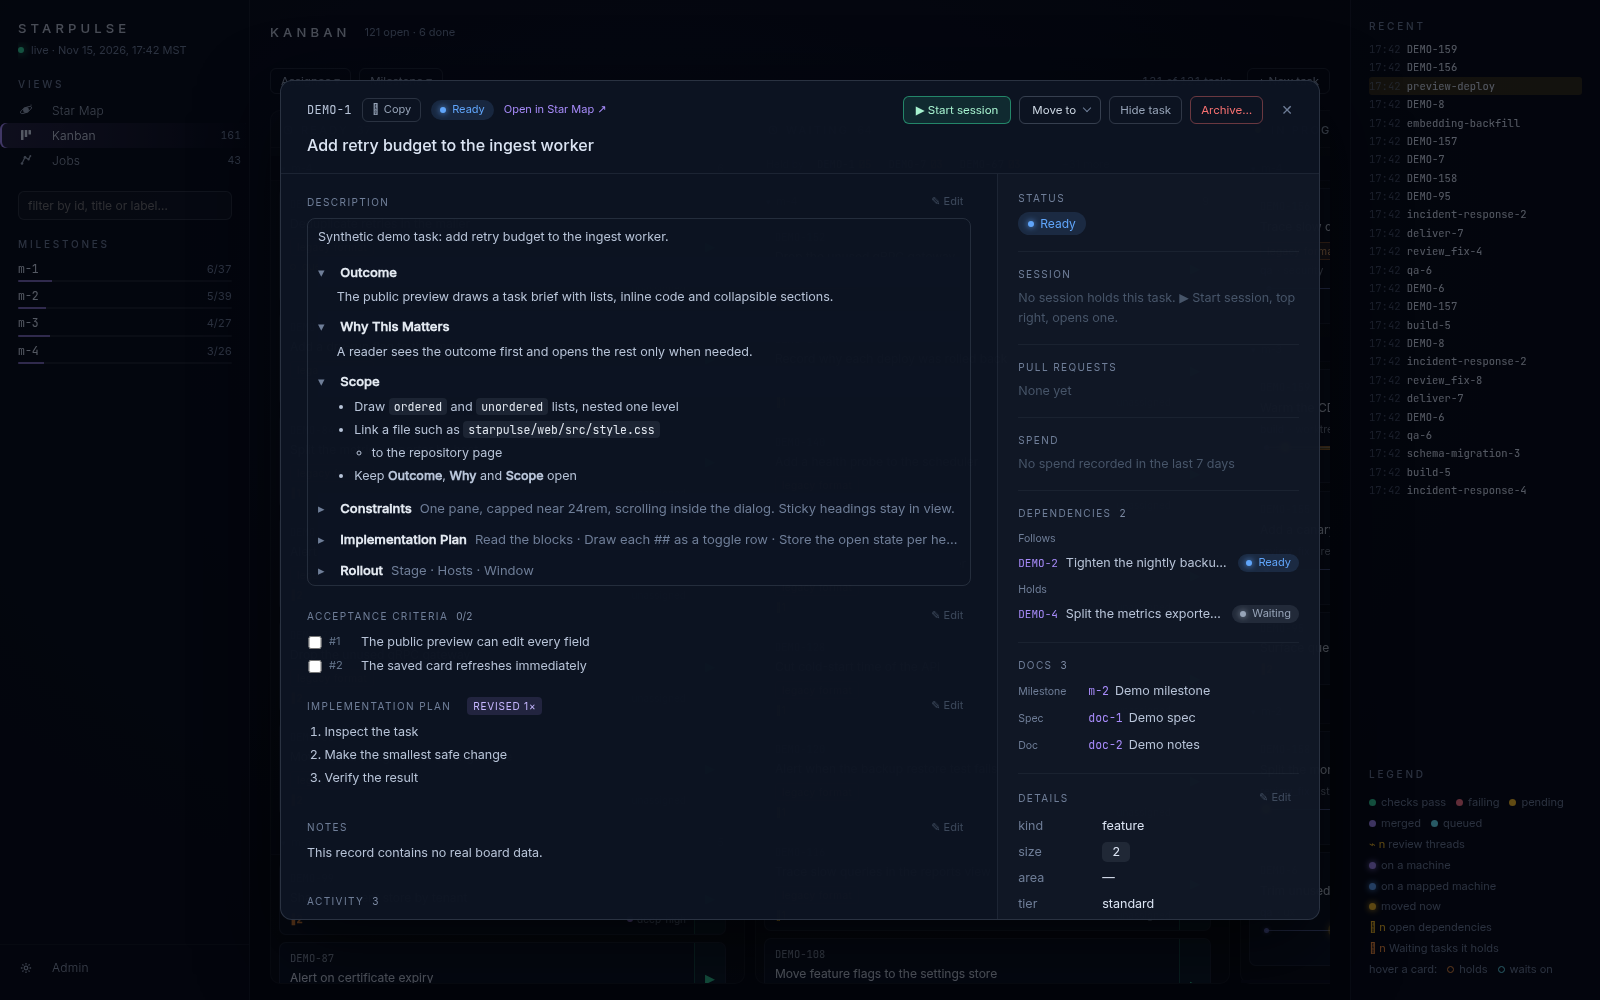 STARPULSE
live · Nov 15, 2026, 17:42 MST
VIEWS
Star Map
Kanban 161
Jobs 43
filter by id, title or label...
MILESTONES
m-1 6/37
m-2 5/39
m-3 4/27
m-4 3/26
Admin
KANBAN 121 open · 6 done
DEMO-1 Copy Ready Open in Star Map ↗
▶ Start session Move to Hide task Archive... ✕
Add retry budget to the ingest worker
DESCRIPTION ✎ Edit
Synthetic demo task: add retry budget to the ingest worker.
▾ Outcome
The public preview draws a task brief with lists, inline code and collapsible sections.
▾ Why This Matters
A reader sees the outcome first and opens the rest only when needed.
▾ Scope
• Draw ordered and unordered lists, nested one level
• Link a file such as starpulse/web/src/style.css
◦ to the repository page
• Keep Outcome, Why and Scope open
▸ Constraints One pane, capped near 24rem, scrolling inside the dialog. Sticky headings stay in view.
▸ Implementation Plan Read the blocks · Draw each ## as a toggle row · Store the open state per he...
▸ Rollout Stage · Hosts · Window
ACCEPTANCE CRITERIA 0/2 ✎ Edit
#1 The public preview can edit every field
#2 The saved card refreshes immediately
IMPLEMENTATION PLAN REVISED 1× ✎ Edit
1. Inspect the task
2. Make the smallest safe change
3. Verify the result
NOTES ✎ Edit
This record contains no real board data.
ACTIVITY 3
STATUS
Ready
SESSION
No session holds this task. ▶ Start session, top
right, opens one.
PULL REQUESTS
None yet
SPEND
No spend recorded in the last 7 days
DEPENDENCIES 2
Follows
DEMO-2 Tighten the nightly backu... Ready
Holds
DEMO-4 Split the metrics exporte... Waiting
DOCS 3
Milestone m-2 Demo milestone
Spec doc-1 Demo spec
Doc doc-2 Demo notes
DETAILS ✎ Edit
kind feature
size 2
area —
tier standard
DEMO-87
Alert on certificate expiry
DEMO-108
Move feature flags to the settings store
RECENT
17:42 DEMO-159
17:42 DEMO-156
17:42 preview-deploy
17:42 DEMO-8
17:42 embedding-backfill
17:42 DEMO-157
17:42 DEMO-7
17:42 DEMO-158
17:42 DEMO-95
17:42 incident-response-2
17:42 deliver-7
17:42 review_fix-4
17:42 qa-6
17:42 DEMO-6
17:42 DEMO-157
17:42 build-5
17:42 DEMO-8
17:42 incident-response-2
17:42 review_fix-8
17:42 deliver-7
17:42 DEMO-6
17:42 qa-6
17:42 schema-migration-3
17:42 build-5
17:42 incident-response-4
LEGEND
checks pass failing pending
merged queued
n review threads
on a machine
on a mapped machine
moved now
n open dependencies
n Waiting tasks it holds
hover a card: holds waits on